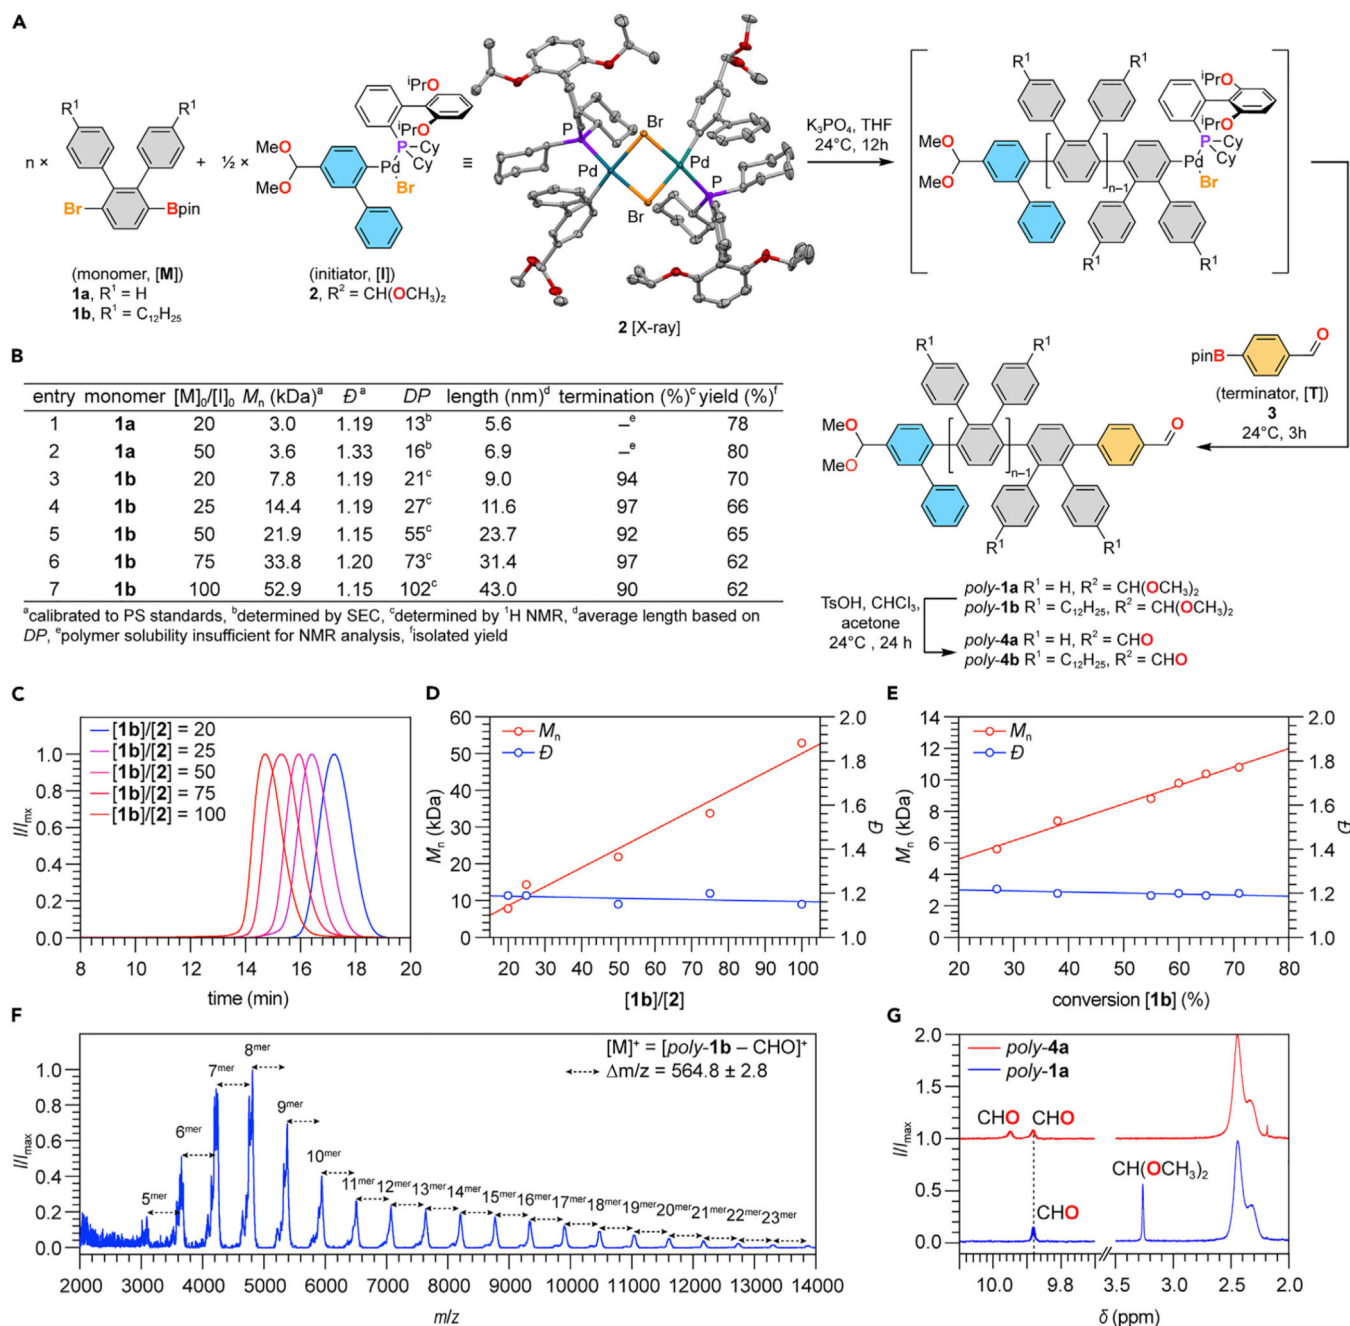 A
R¹ R¹
n ×
Br Bpin
(monomer, [M])
1a, R¹ = H
1b, R¹ = C₁₂H₂₅
+ ½ ×
ⁱPrO
ⁱPrO
MeO
MeO
P
Cy
Cy
Pd
Br
(initiator, [I])
2, R² = CH(OCH₃)₂
≡
P Br Pd
Pd Br P
2 [X-ray]
K₃PO₄, THF
24°C, 12h
R¹ R¹
ⁱPrO
ⁱPrO
MeO
MeO
n–1
P
Cy
Cy
Pd
Br
R¹ R¹
pinB O
(terminator, [T])
3
24°C, 3h
R¹ R¹
MeO
MeO
n–1
O
R¹ R¹
TsOH, CHCl₃,
acetone
24°C , 24 h
poly-1a R¹ = H, R² = CH(OCH₃)₂
poly-1b R¹ = C₁₂H₂₅, R² = CH(OCH₃)₂
poly-4a R¹ = H, R² = CHO
poly-4b R¹ = C₁₂H₂₅, R² = CHO
B
entry monomer [M]₀/[I]₀ Mₙ (kDa)ᵃ Đᵃ DP length (nm)ᵈ termination (%)ᶜ yield (%)ᶠ
1 1a 20 3.0 1.19 13ᵇ 5.6 –ᵉ 78
2 1a 50 3.6 1.33 16ᵇ 6.9 –ᵉ 80
3 1b 20 7.8 1.19 21ᶜ 9.0 94 70
4 1b 25 14.4 1.19 27ᶜ 11.6 97 66
5 1b 50 21.9 1.15 55ᶜ 23.7 92 65
6 1b 75 33.8 1.20 73ᶜ 31.4 97 62
7 1b 100 52.9 1.15 102ᶜ 43.0 90 62
ᵃcalibrated to PS standards, ᵇdetermined by SEC, ᶜdetermined by ¹H NMR, ᵈaverage length based on
DP, ᵉpolymer solubility insufficient for NMR analysis, ᶠisolated yield
C
[1b]/[2] = 20
[1b]/[2] = 25
[1b]/[2] = 50
[1b]/[2] = 75
[1b]/[2] = 100
I/Iₘₓ
1.0
0.8
0.6
0.4
0.2
0.0
8 10 12 14 16 18 20
time (min)
D
Mₙ
Đ
Mₙ (kDa)
60
50
40
30
20
10
0
2.0
1.8
1.6
1.4
1.2
1.0
Đ
20 30 40 50 60 70 80 90 100
[1b]/[2]
E
Mₙ
Đ
Mₙ (kDa)
14
12
10
8
6
4
2
0
2.0
1.8
1.6
1.4
1.2
1.0
Đ
20 30 40 50 60 70 80
conversion [1b] (%)
F
[M]⁺ = [poly-1b – CHO]⁺
Δm/z = 564.8 ± 2.8
I/Iₘₐₓ
1.0
0.8
0.6
0.4
0.2
0.0
5ᵐᵉʳ 6ᵐᵉʳ 7ᵐᵉʳ 8ᵐᵉʳ 9ᵐᵉʳ 10ᵐᵉʳ 11ᵐᵉʳ 12ᵐᵉʳ 13ᵐᵉʳ 14ᵐᵉʳ 15ᵐᵉʳ 16ᵐᵉʳ 17ᵐᵉʳ 18ᵐᵉʳ 19ᵐᵉʳ 20ᵐᵉʳ 21ᵐᵉʳ 22ᵐᵉʳ 23ᵐᵉʳ
2000 3000 4000 5000 6000 7000 8000 9000 10000 11000 12000 13000 14000
m/z
G
poly-4a
poly-1a
I/Iₘₐₓ
2.0
1.5
1.0
0.5
0.0
CHO CHO
CH(OCH₃)₂
CHO
10.0 9.8 3.5 3.0 2.5 2.0
δ (ppm)